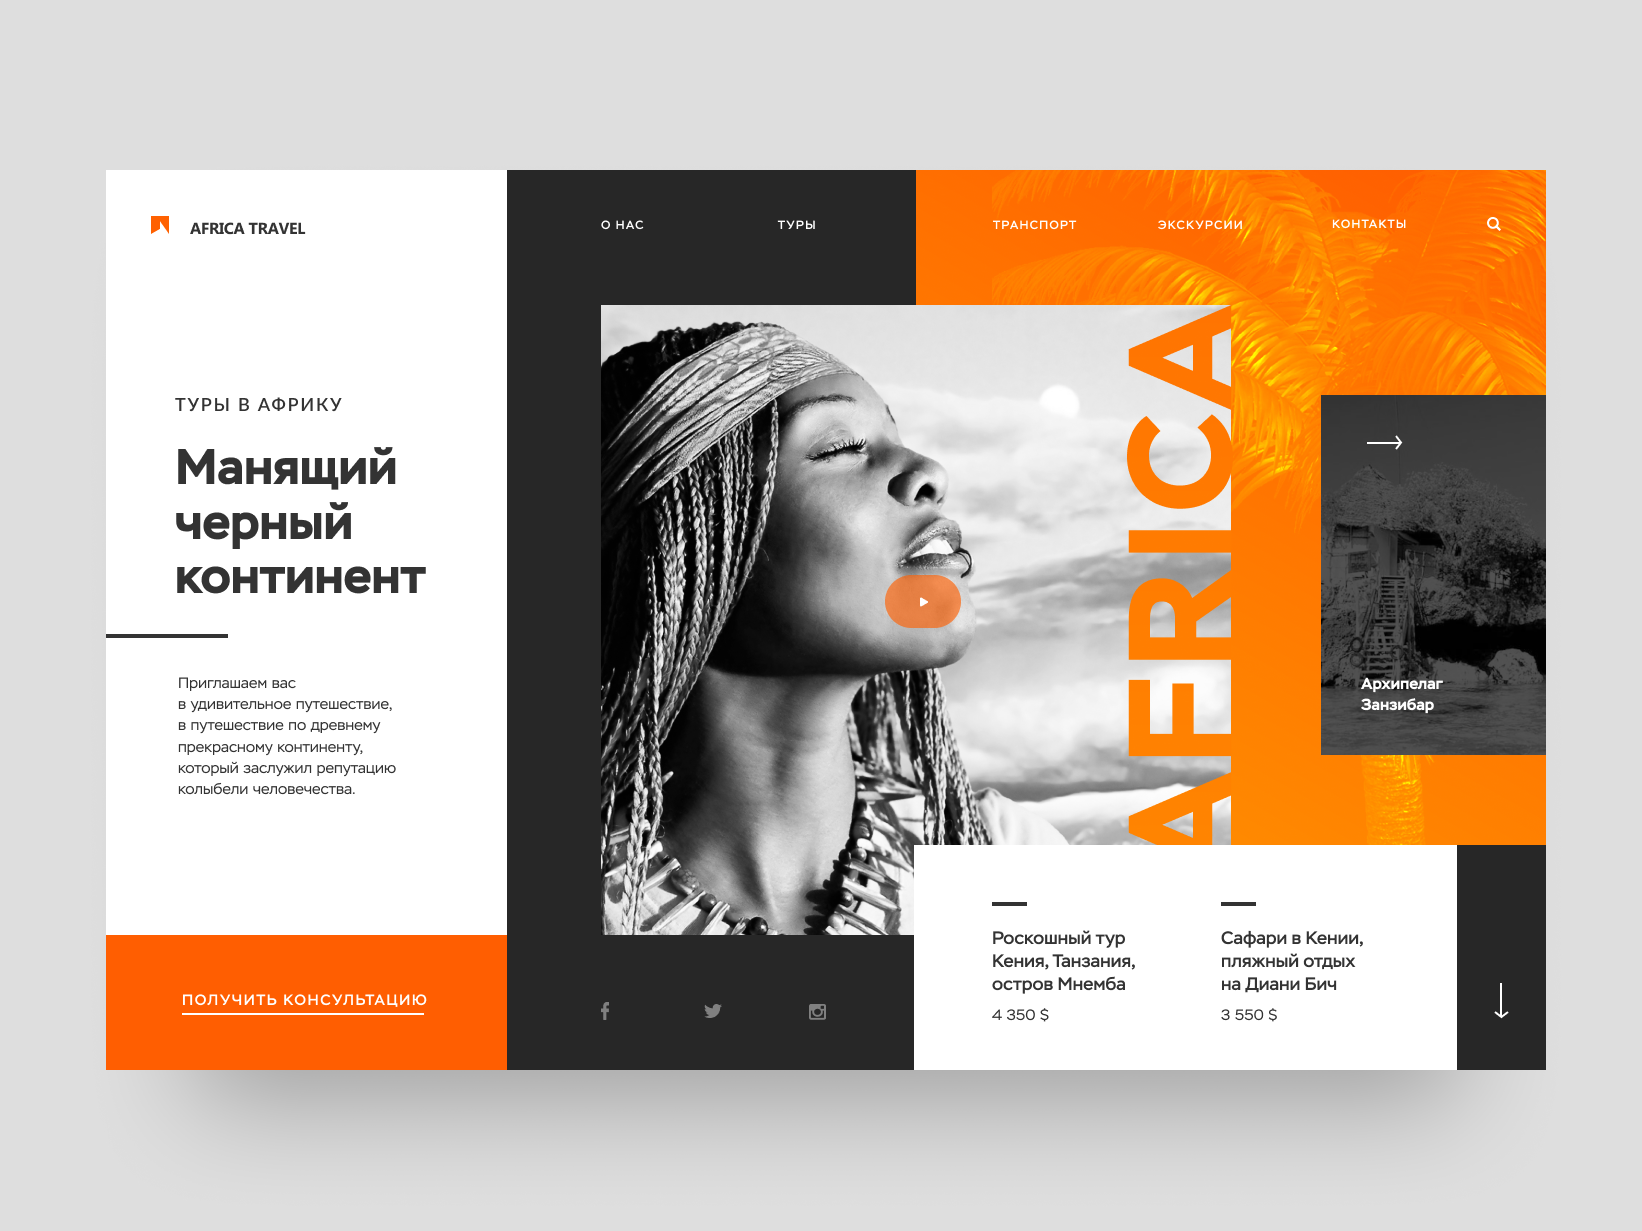 AFRICA TRAVEL
О НАС
ТУРЫ
ТРАНСПОРТ
ЭКСКУРСИИ
КОНТАКТЫ
ТУРЫ В АФРИКУ
Манящий
черный
континент
Приглашаем вас
в удивительное путешествие,
в путешествие по древнему
прекрасному континенту,
который заслужил репутацию
колыбели человечества.
ПОЛУЧИТЬ КОНСУЛЬТАЦИЮ
AFRICA
Архипелаг
Занзибар
Роскошный тур
Кения, Танзания,
остров Мнемба
4 350 $
Сафари в Кении,
пляжный отдых
на Диани Бич
3 550 $